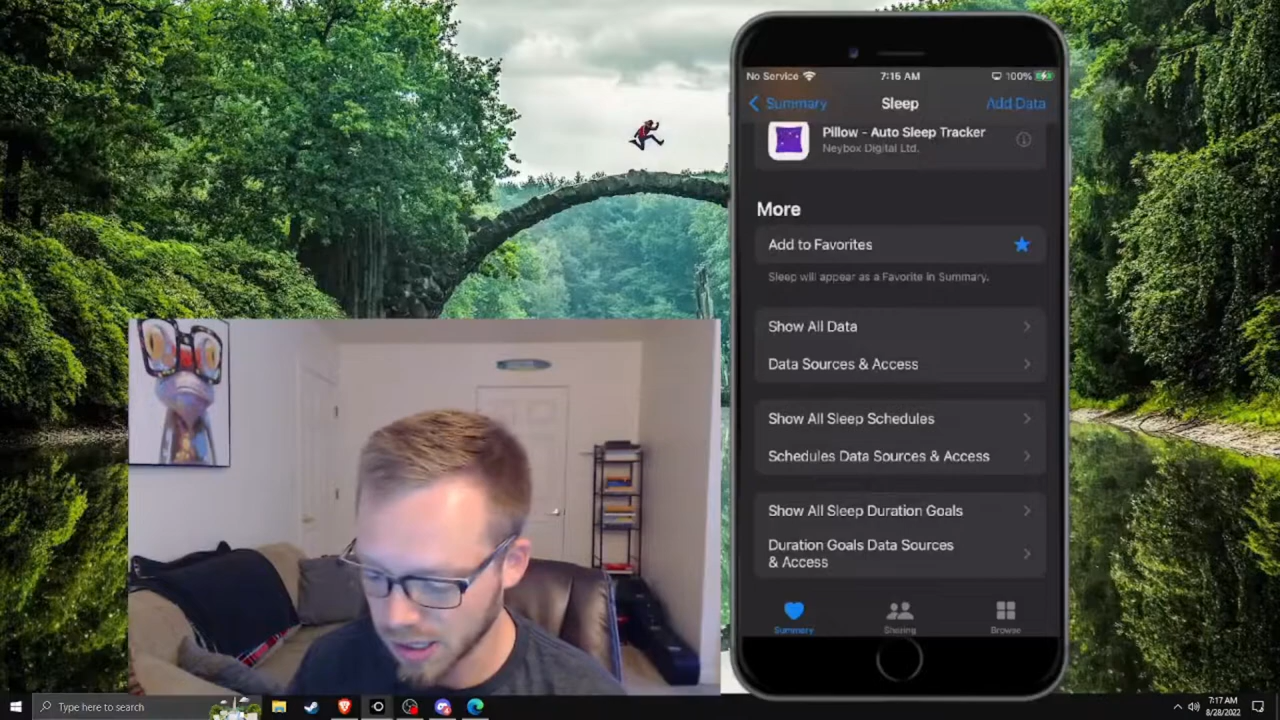 No Service
7:16 AM
100%
Summary
Sleep
Add Data
Pillow - Auto Sleep Tracker
Neybox Digital Ltd.
More
Add to Favorites
Sleep will appear as a Favorite in Summary.
Show All Data
Data Sources & Access
Show All Sleep Schedules
Schedules Data Sources & Access
Show All Sleep Duration Goals
Duration Goals Data Sources
& Access
Summary
Sharing
Browse
Type here to search
7:17 AM
8/28/2022